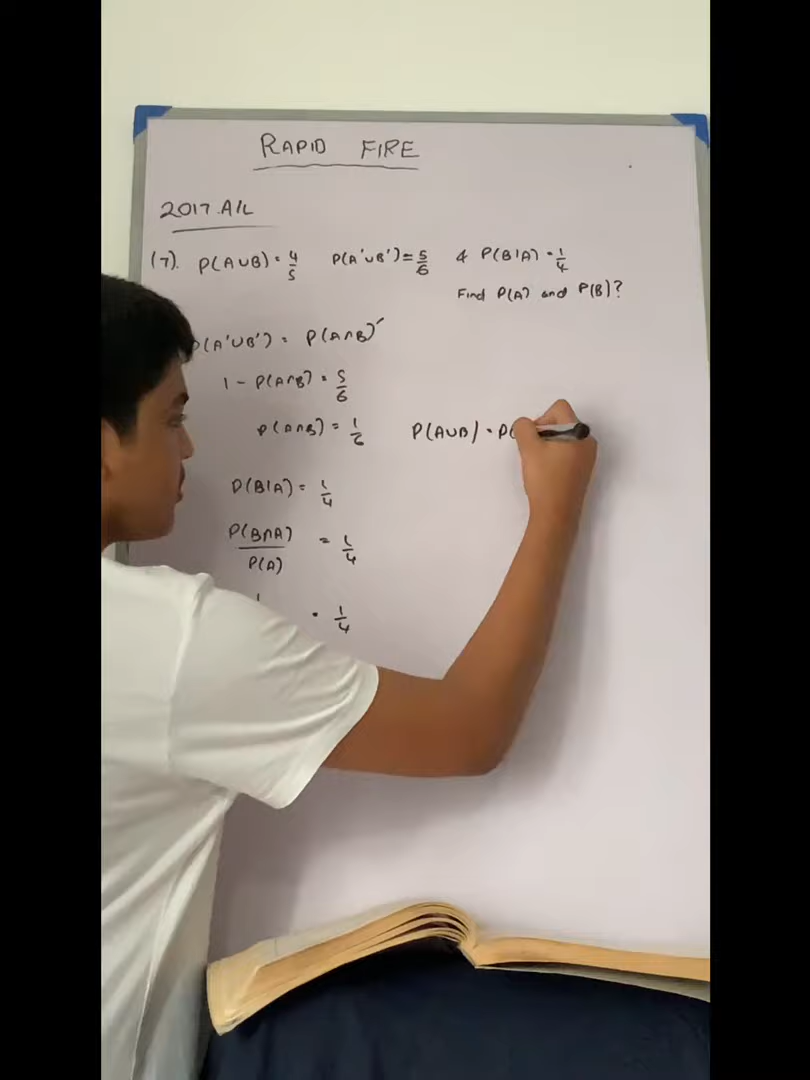 RAPID FIRE
2017 A/L
(7). P(A∪B) = 4/5 P(A'∪B') = 5/6 & P(B|A) = 1/4
Find P(A) and P(B)?
P(A'∪B') = P(A∩B)'
1 - P(A∩B) = 5/6
P(A∩B) = 1/6 P(A∪B) = P(
P(B|A) = 1/4
P(B∩A)/P(A) = 1/4
= 1/4